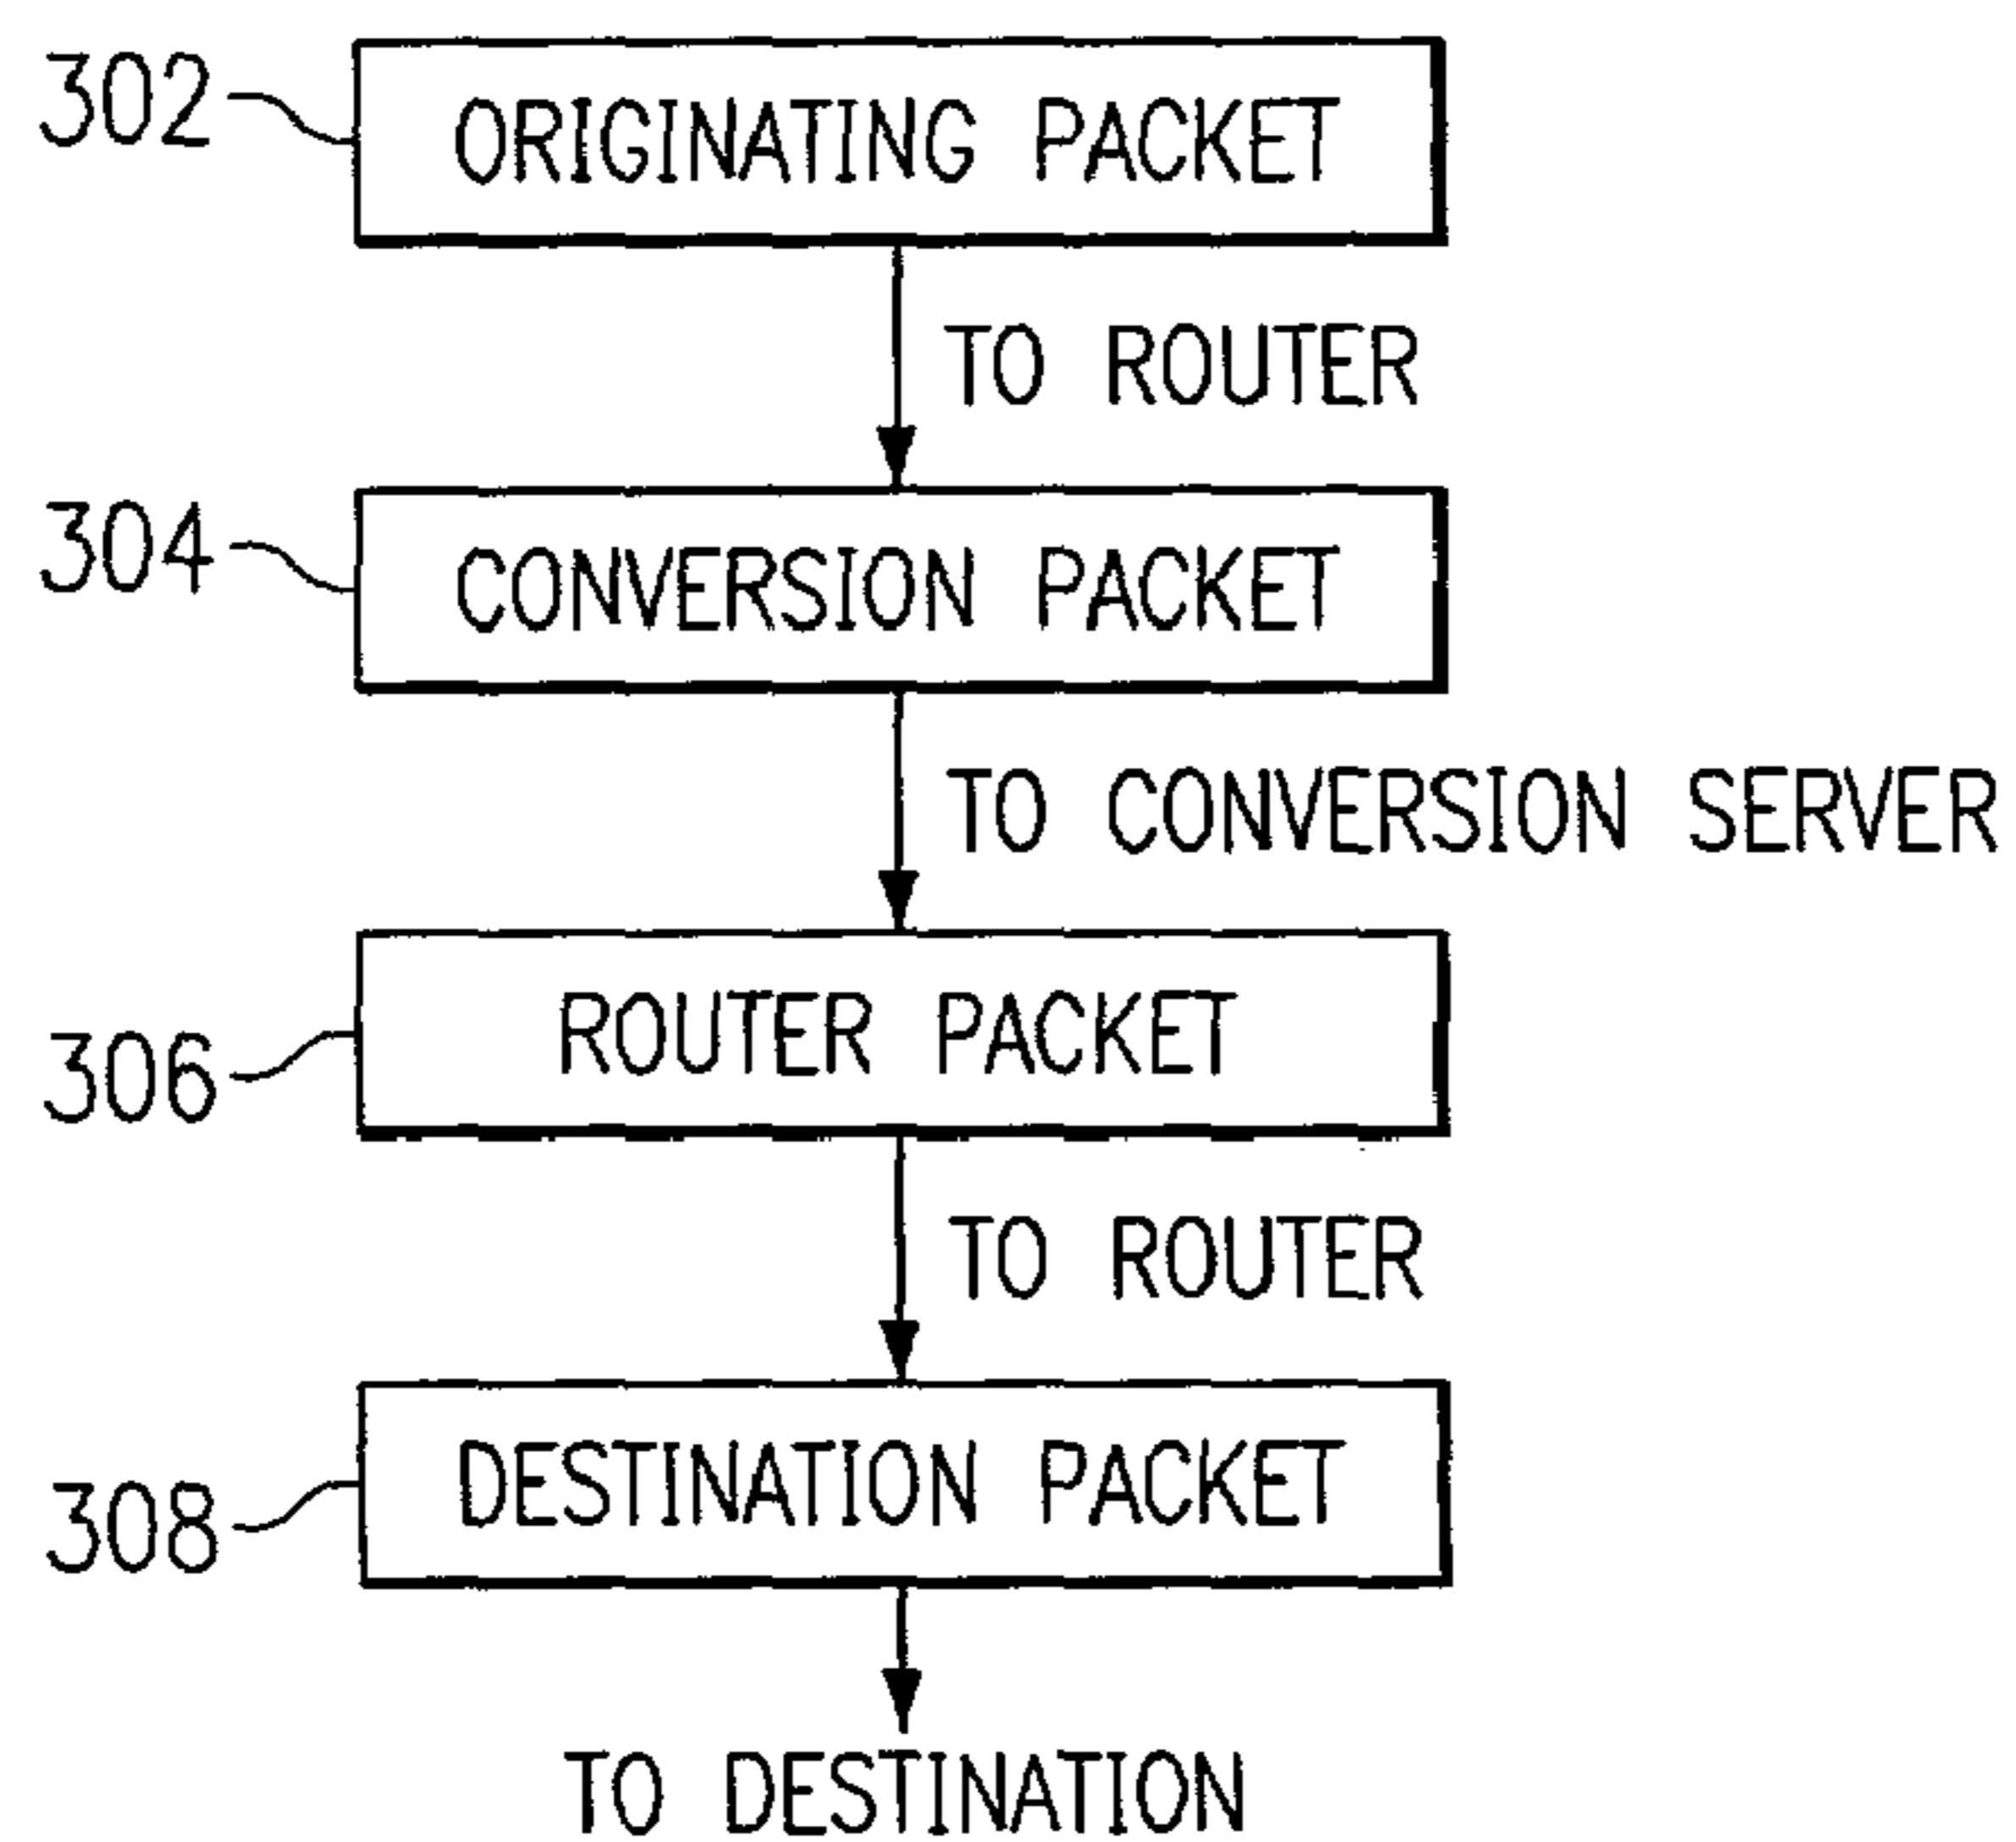 302 ORIGINATING PACKET
TO ROUTER
304 CONVERSION PACKET
TO CONVERSION SERVER
306 ROUTER PACKET
TO ROUTER
308 DESTINATION PACKET
TO DESTINATION